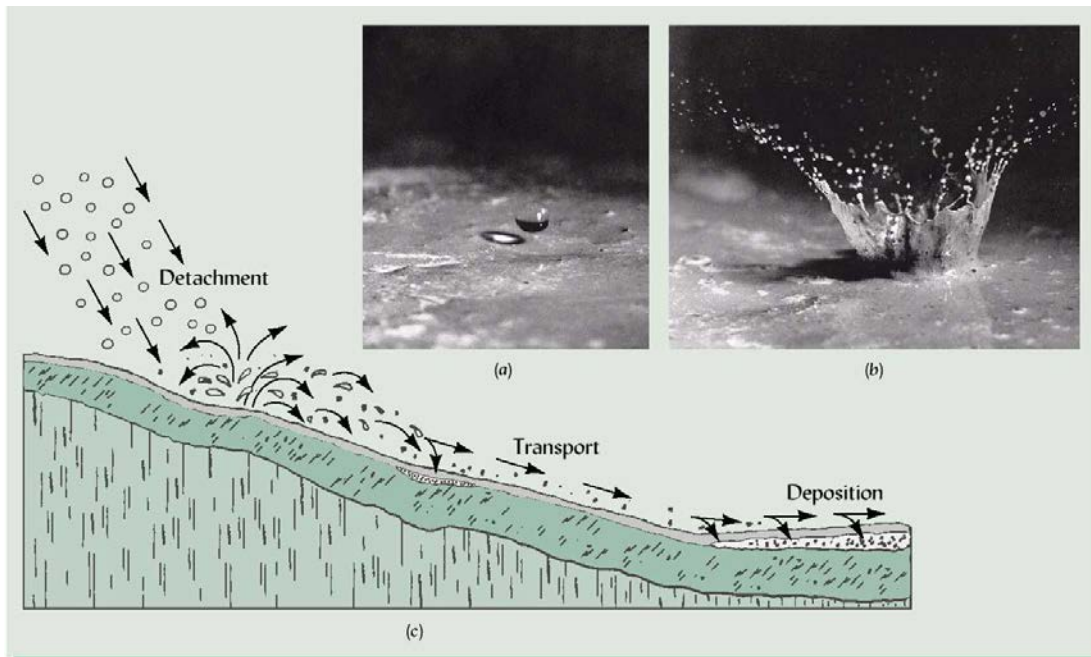 (a)
(b)
Detachment
Transport
Deposition
(c)